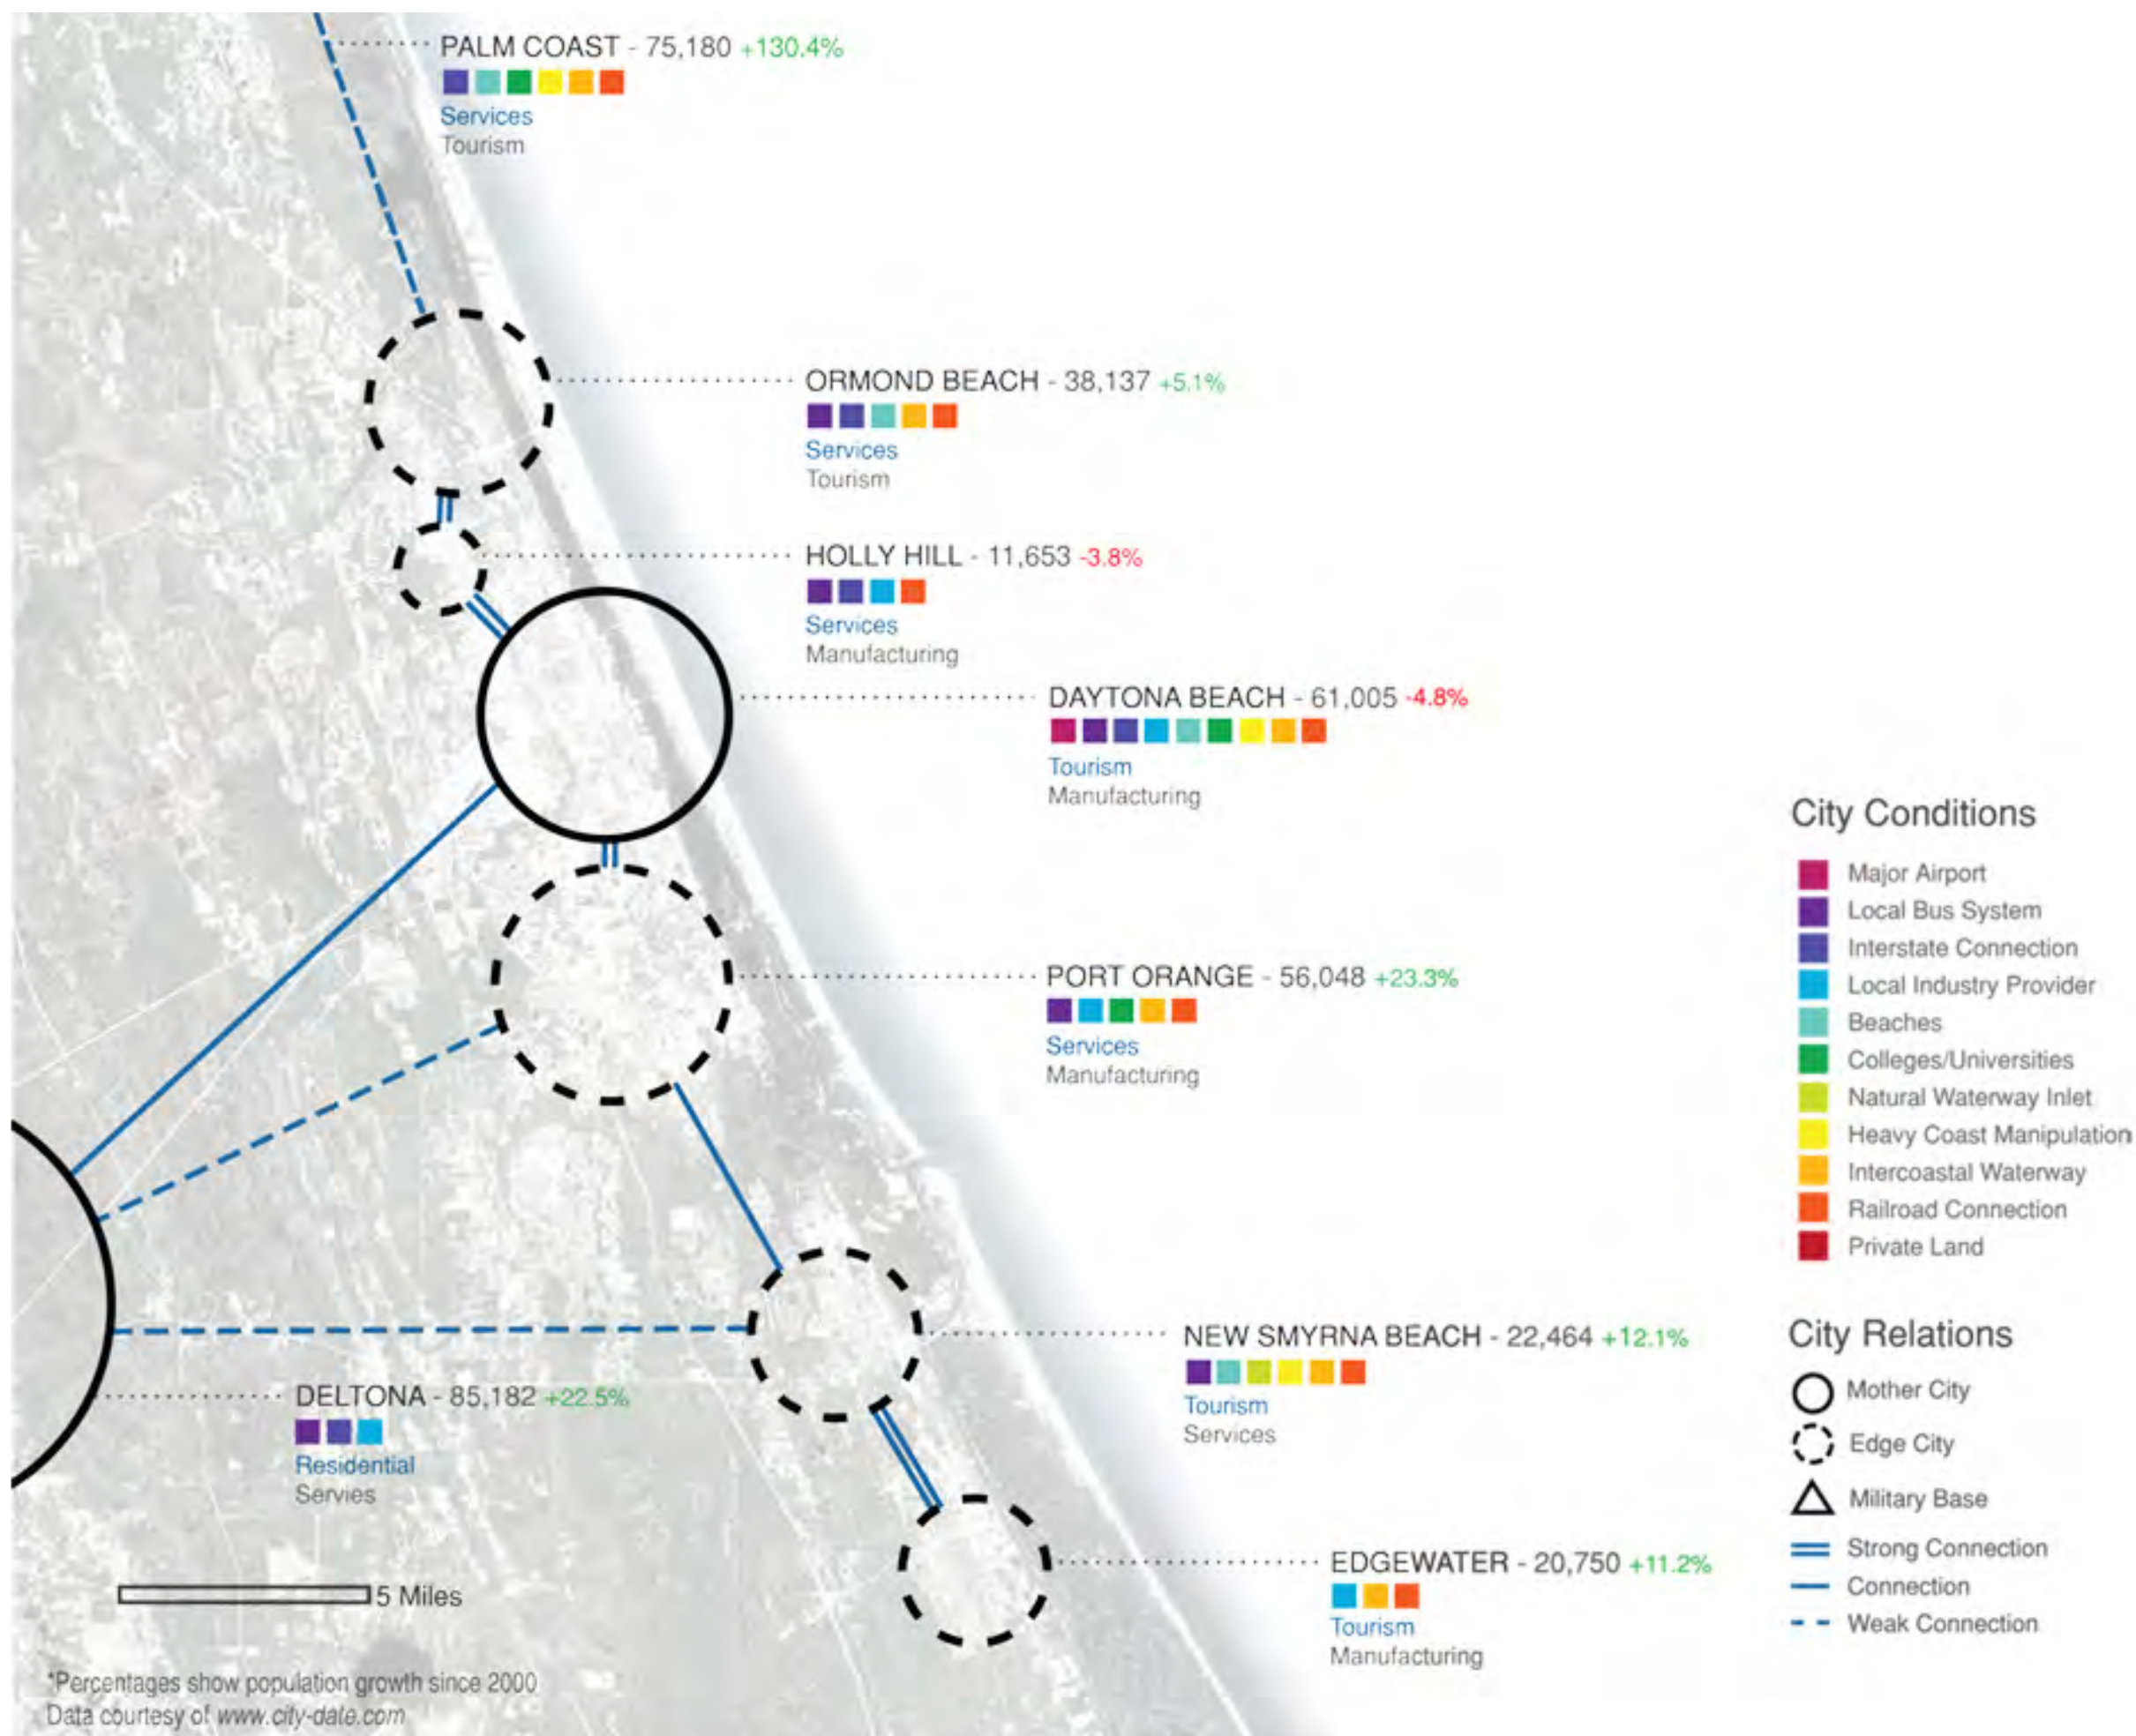 PALM COAST - 75,180 +130.4%
Services
Tourism
ORMOND BEACH - 38,137 +5.1%
Services
Tourism
HOLLY HILL - 11,653 -3.8%
Services
Manufacturing
DAYTONA BEACH - 61,005 -4.8%
Tourism
Manufacturing
PORT ORANGE - 56,048 +23.3%
Services
Manufacturing
NEW SMYRNA BEACH - 22,464 +12.1%
Tourism
Services
DELTONA - 85,182 +22.5%
Residential
Servies
EDGEWATER - 20,750 +11.2%
Tourism
Manufacturing
5 Miles
*Percentages show population growth since 2000
Data courtesy of www.city-date.com
City Conditions
Major Airport
Local Bus System
Interstate Connection
Local Industry Provider
Beaches
Colleges/Universities
Natural Waterway Inlet
Heavy Coast Manipulation
Intercoastal Waterway
Railroad Connection
Private Land
City Relations
Mother City
Edge City
Military Base
Strong Connection
Connection
Weak Connection